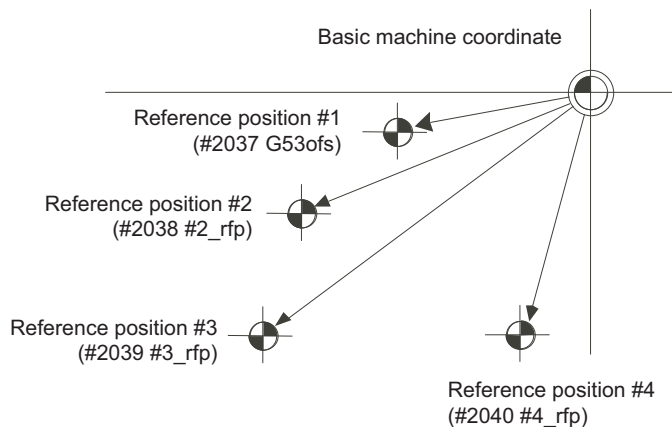 Basic machine coordinate
Reference position #1
(#2037 G53ofs)
Reference position #2
(#2038 #2_rfp)
Reference position #3
(#2039 #3_rfp)
Reference position #4
(#2040 #4_rfp)